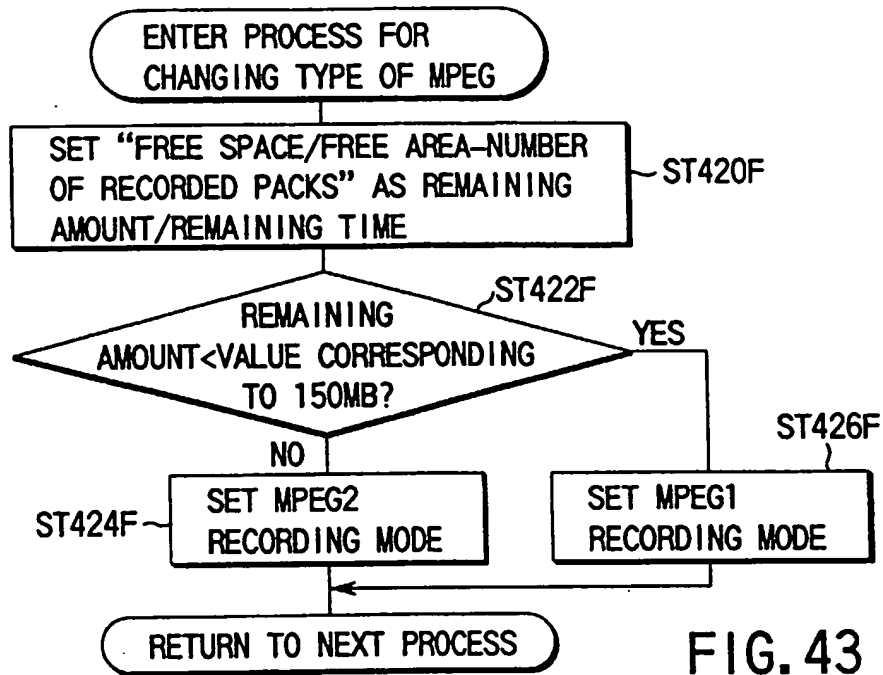 ENTER PROCESS FOR
CHANGING TYPE OF MPEG
SET “FREE SPACE/FREE AREA–NUMBER
OF RECORDED PACKS” AS REMAINING
AMOUNT/REMAINING TIME
ST420F
ST422F
REMAINING
AMOUNT<VALUE CORRESPONDING
TO 150MB?
YES
NO
ST426F
ST424F
SET MPEG2
RECORDING MODE
SET MPEG1
RECORDING MODE
RETURN TO NEXT PROCESS
FIG. 43